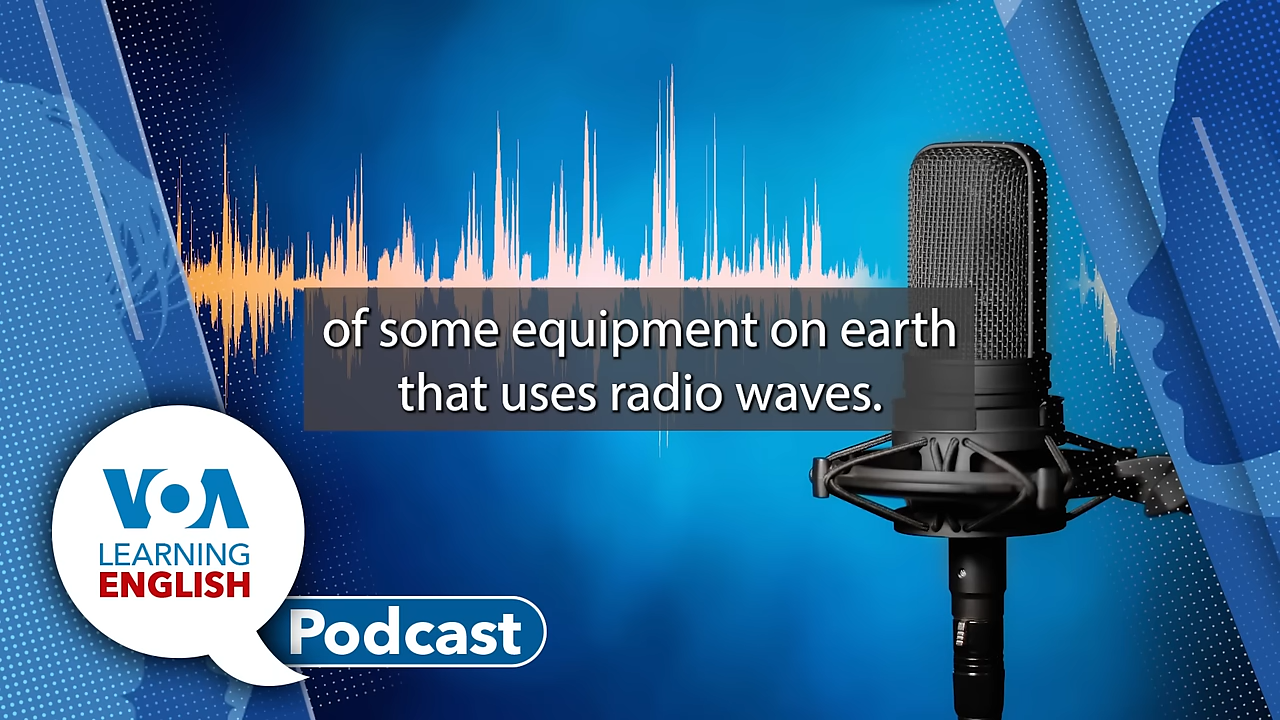 of some equipment on earth
that uses radio waves.
VOA
LEARNING
ENGLISH
Podcast